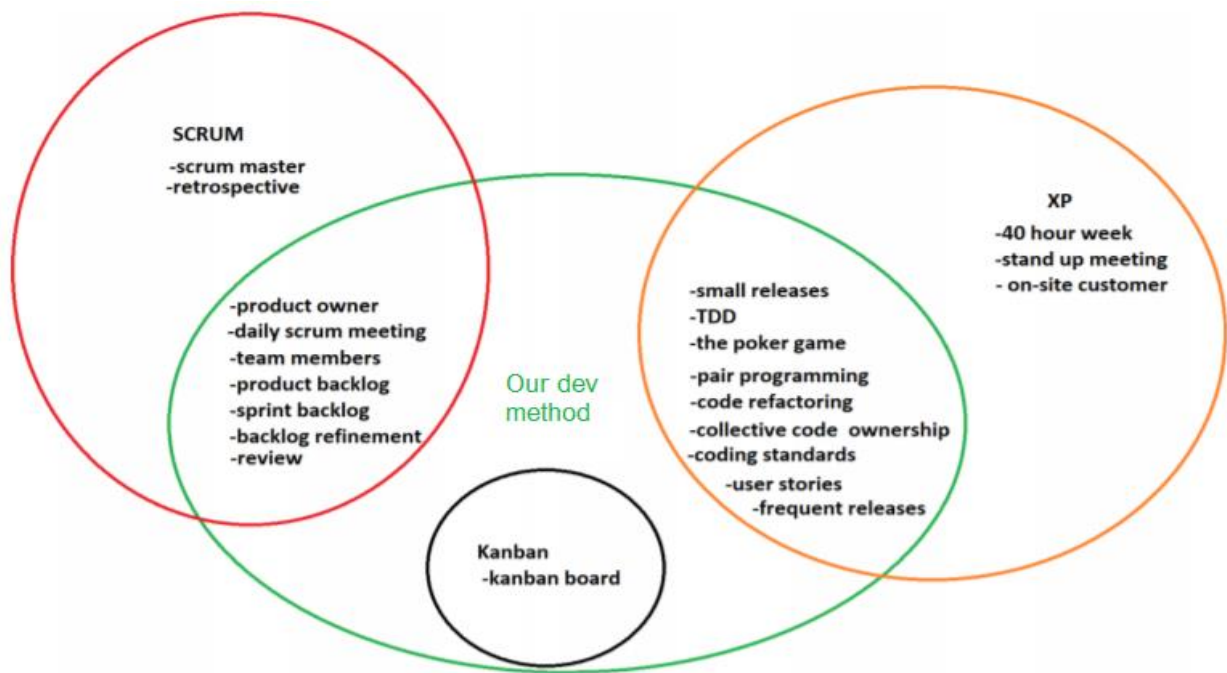 SCRUM
-scrum master
-retrospective
-product owner
-daily scrum meeting
-team members
-product backlog
-sprint backlog
-backlog refinement
-review
Our dev
method
Kanban
-kanban board
-small releases
-TDD
-the poker game
-pair programming
-code refactoring
-collective code ownership
-coding standards
-user stories
-frequent releases
XP
-40 hour week
-stand up meeting
- on-site customer